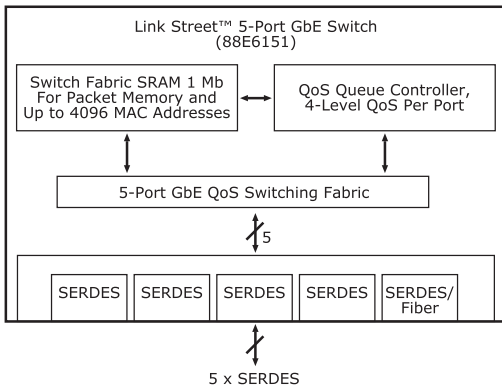 Link Street™ 5-Port GbE Switch
(88E6151)
Switch Fabric SRAM 1 Mb
For Packet Memory and
Up to 4096 MAC Addresses
QoS Queue Controller,
4-Level QoS Per Port
5-Port GbE QoS Switching Fabric
5
SERDES
SERDES
SERDES
SERDES
SERDES/
Fiber
5 x SERDES